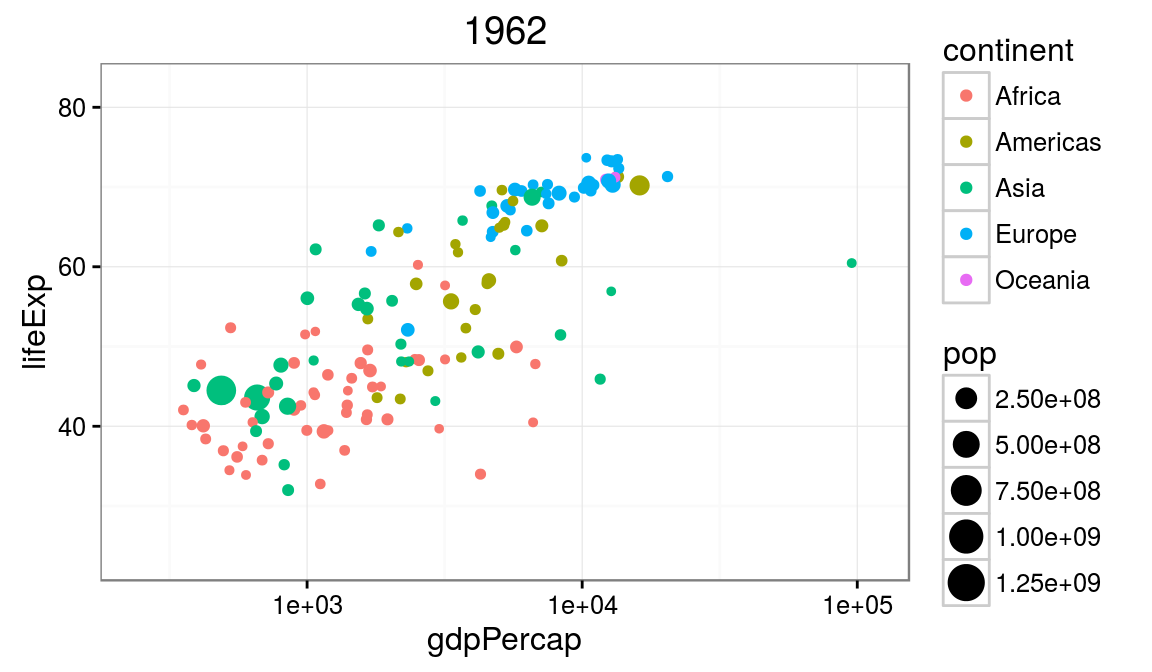 1962
lifeExp
80
60
40
1e+03
1e+04
1e+05
gdpPercap
continent
Africa
Americas
Asia
Europe
Oceania
pop
2.50e+08
5.00e+08
7.50e+08
1.00e+09
1.25e+09